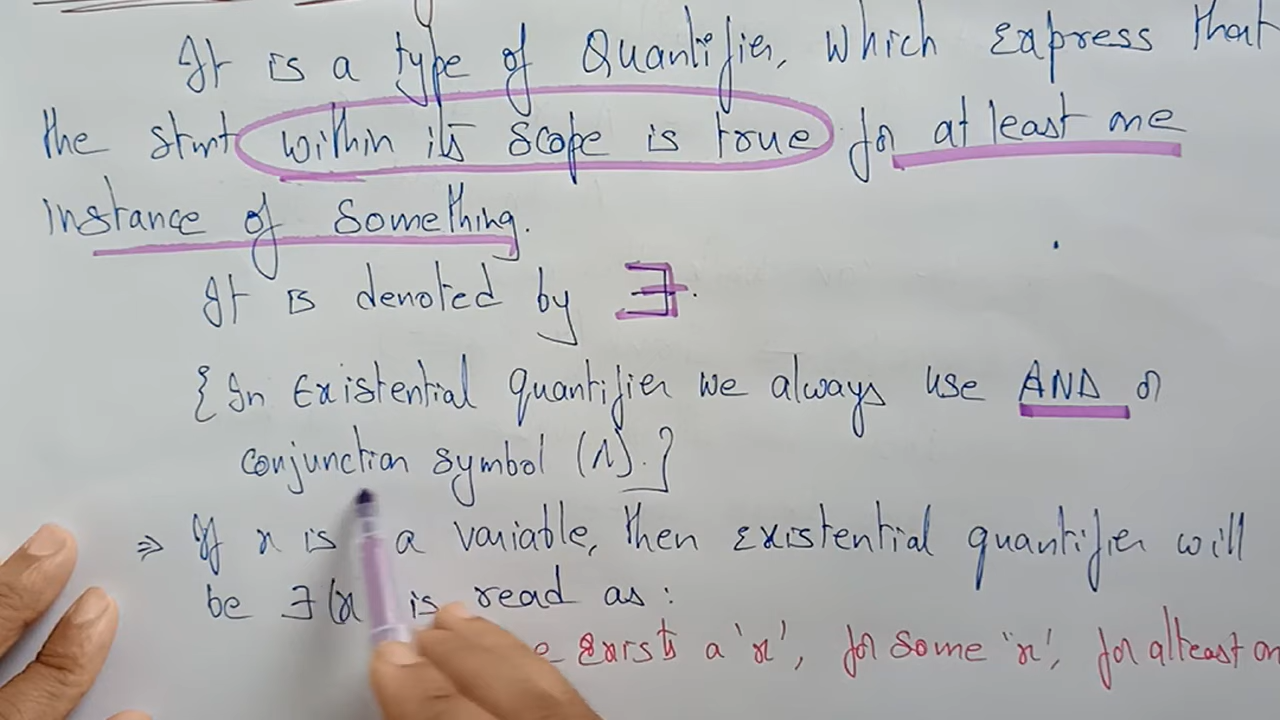 It is a type of Quantifier, which express that
the stmt within its scope is true for at least one
instance of something.
It is denoted by ∃.
{In Existential quantifier we always use AND or
conjunction symbol (∧).}
⇒ If x is a variable, then existential quantifier will
be ∃(x is read as:
exists a 'x', for some 'x', for atleast on